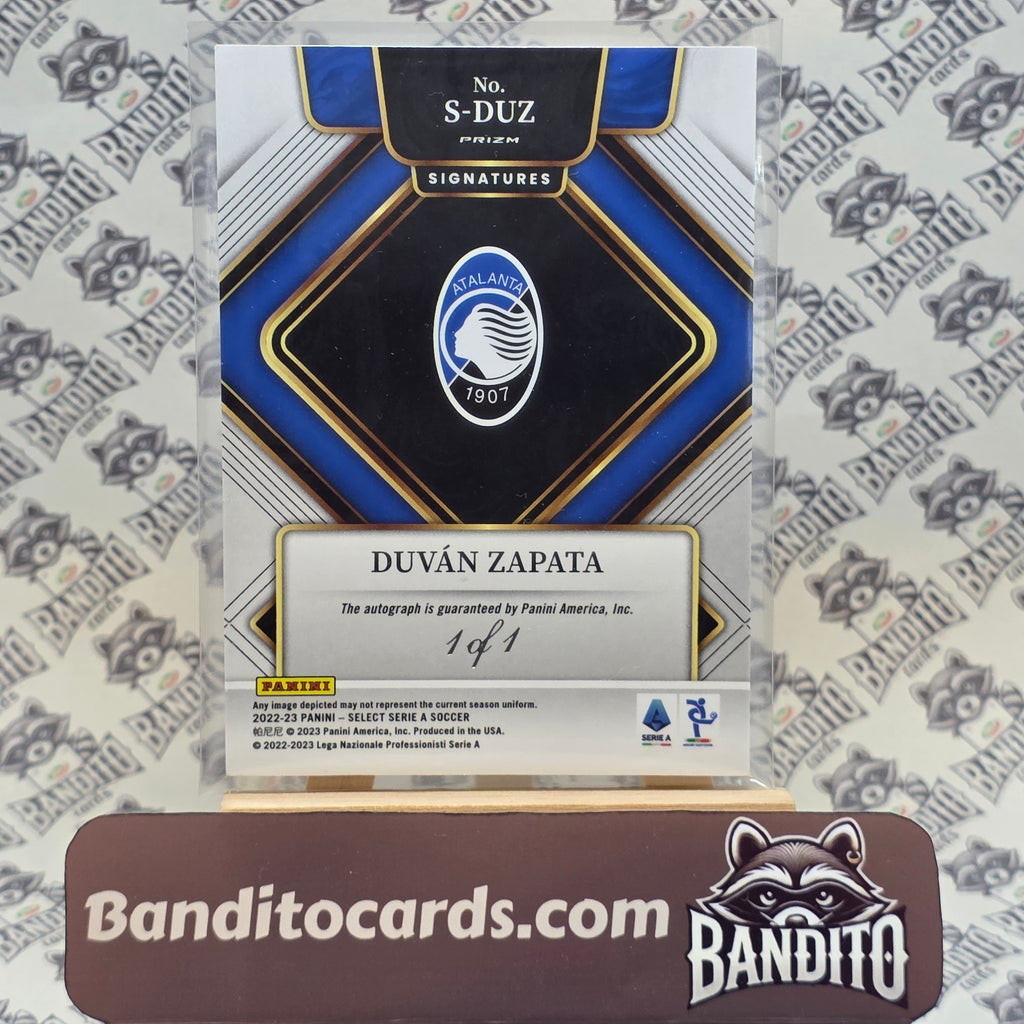 No.
S-DUZ
PRIZM
SIGNATURES
ATALANTA
1907
DUVÁN ZAPATA
The autograph is guaranteed by Panini America, Inc.
1 of 1
PANINI
Any image depicted may not represent the current season uniform.
2022-23 PANINI – SELECT SERIE A SOCCER
帕尼尼 © 2023 Panini America, Inc. Produced in the USA.
© 2022-2023 Lega Nazionale Professionisti Serie A
SERIE A
Banditocards.com
BANDITO
BANDITO
cards